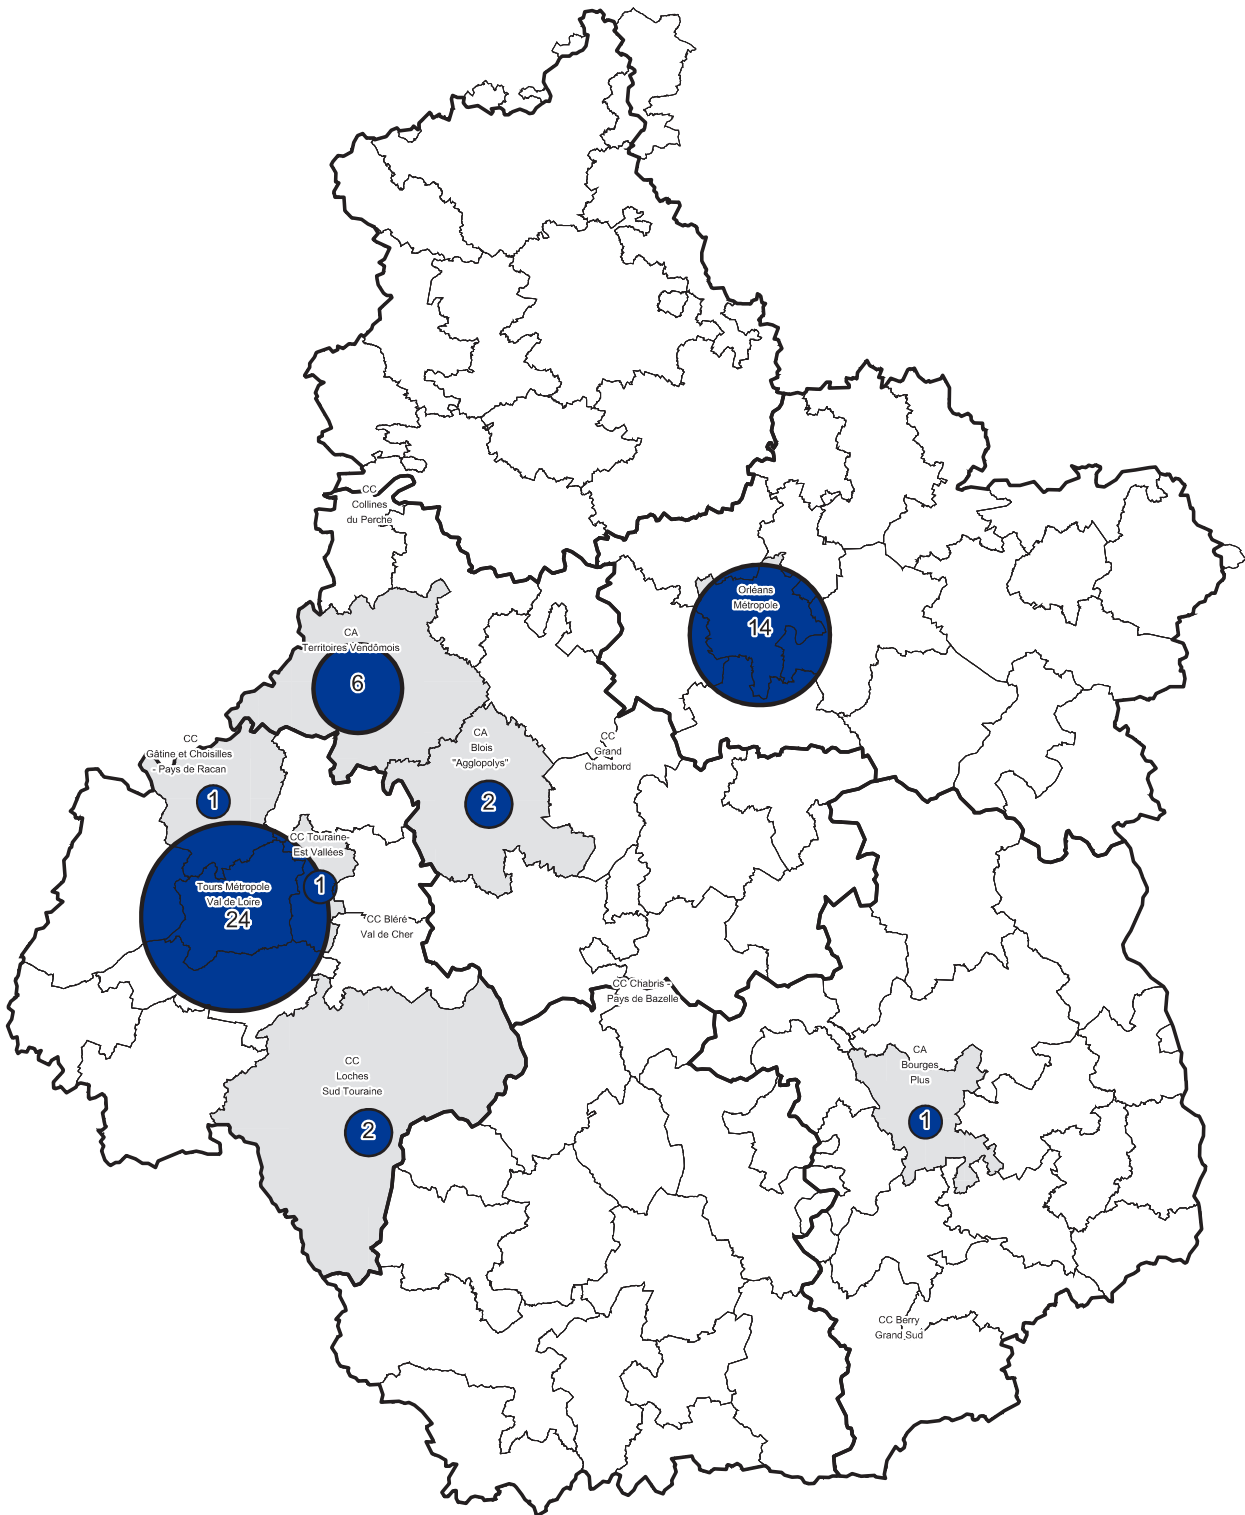 CC
Collines
du Perche
Orléans
Métropole
14
CA
Territoires Vendômois
6
CC
Gâtine et Choisilles
- Pays de Racan
1
CA
Blois
"Agglopolys"
2
CC
Grand
Chambord
CC Touraine-
Est Vallées
1
Tours Métropole
Val de Loire
24
CC Bléré
Val de Cher
CC Chabris -
Pays de Bazelle
CC
Loches
Sud Touraine
2
CA
Bourges
Plus
1
CC Berry
Grand Sud